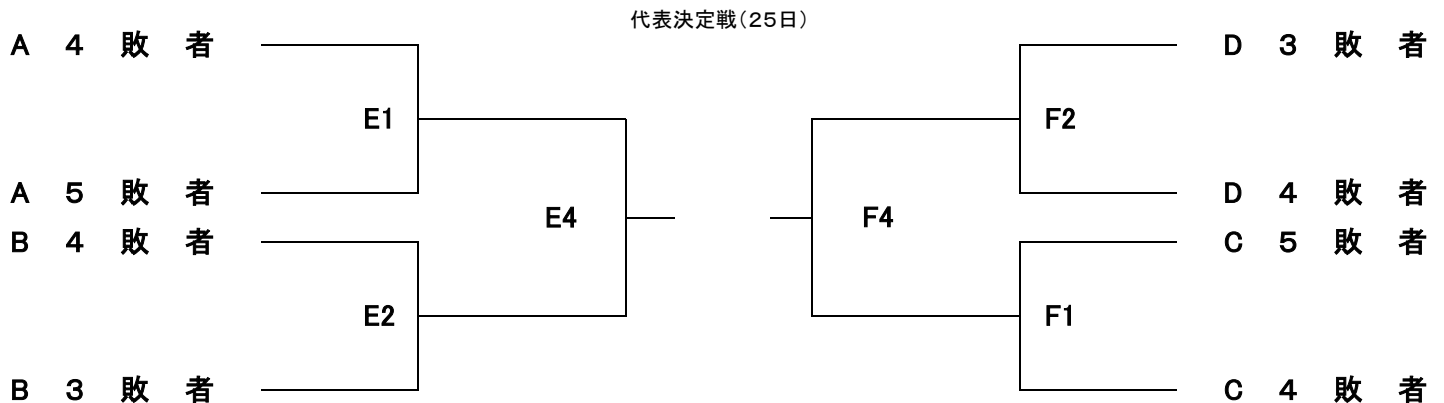 代表決定戦(25日)
A 4 敗 者
D 3 敗 者
E1
F2
A 5 敗 者
D 4 敗 者
E4
F4
B 4 敗 者
C 5 敗 者
E2
F1
B 3 敗 者
C 4 敗 者